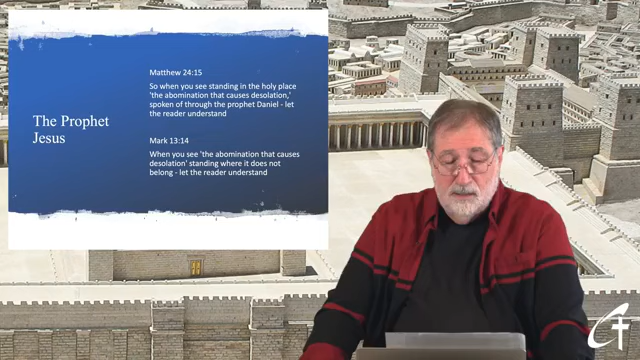 The Prophet
Jesus
Matthew 24:15
So when you see standing in the holy place
'the abomination that causes desolation,'
spoken of through the prophet Daniel - let
the reader understand
Mark 13:14
When you see 'the abomination that causes
desolation' standing where it does not
belong - let the reader understand